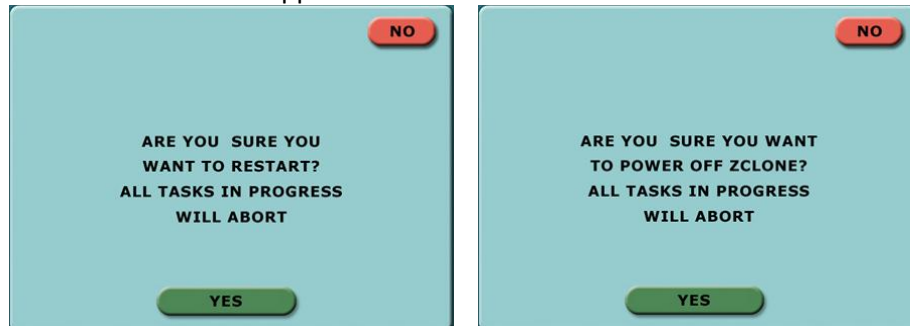 NO
ARE YOU SURE YOU
WANT TO RESTART?
ALL TASKS IN PROGRESS
WILL ABORT
YES
NO
ARE YOU SURE YOU WANT
TO POWER OFF ZCLONE?
ALL TASKS IN PROGRESS
WILL ABORT
YES